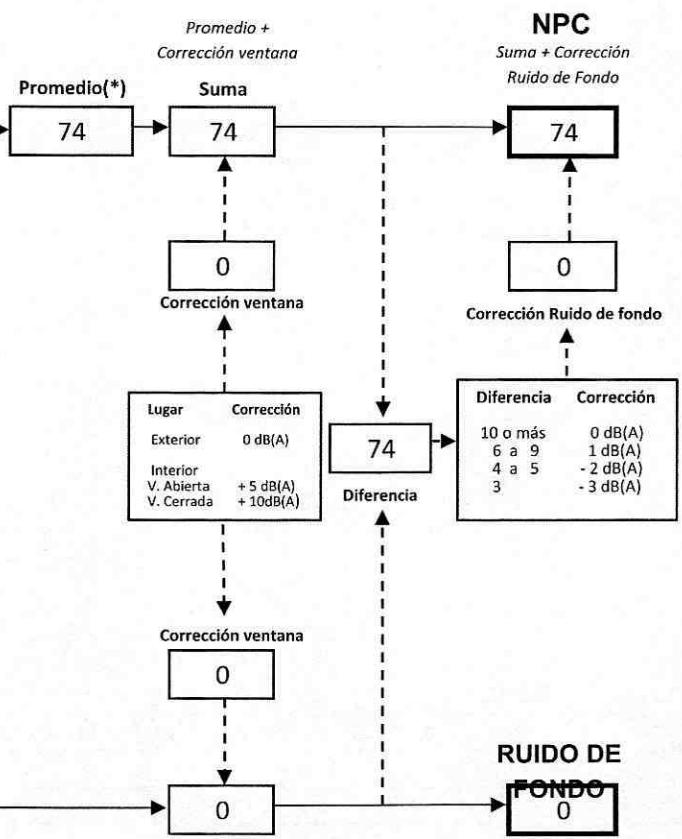 Promedio +
Corrección ventana
NPC
Suma + Corrección
Ruido de Fondo
Promedio(*)
Suma
74
74
74
0
0
Corrección ventana
Corrección Ruido de fondo
Lugar Corrección
Exterior 0 dB(A)
Interior
V. Abierta + 5 dB(A)
V. Cerrada + 10dB(A)
74
Diferencia
Diferencia Corrección
10 o más 0 dB(A)
6 a 9 1 dB(A)
4 a 5 - 2 dB(A)
3 - 3 dB(A)
Corrección ventana
0
RUIDO DE
FONDO
0
0